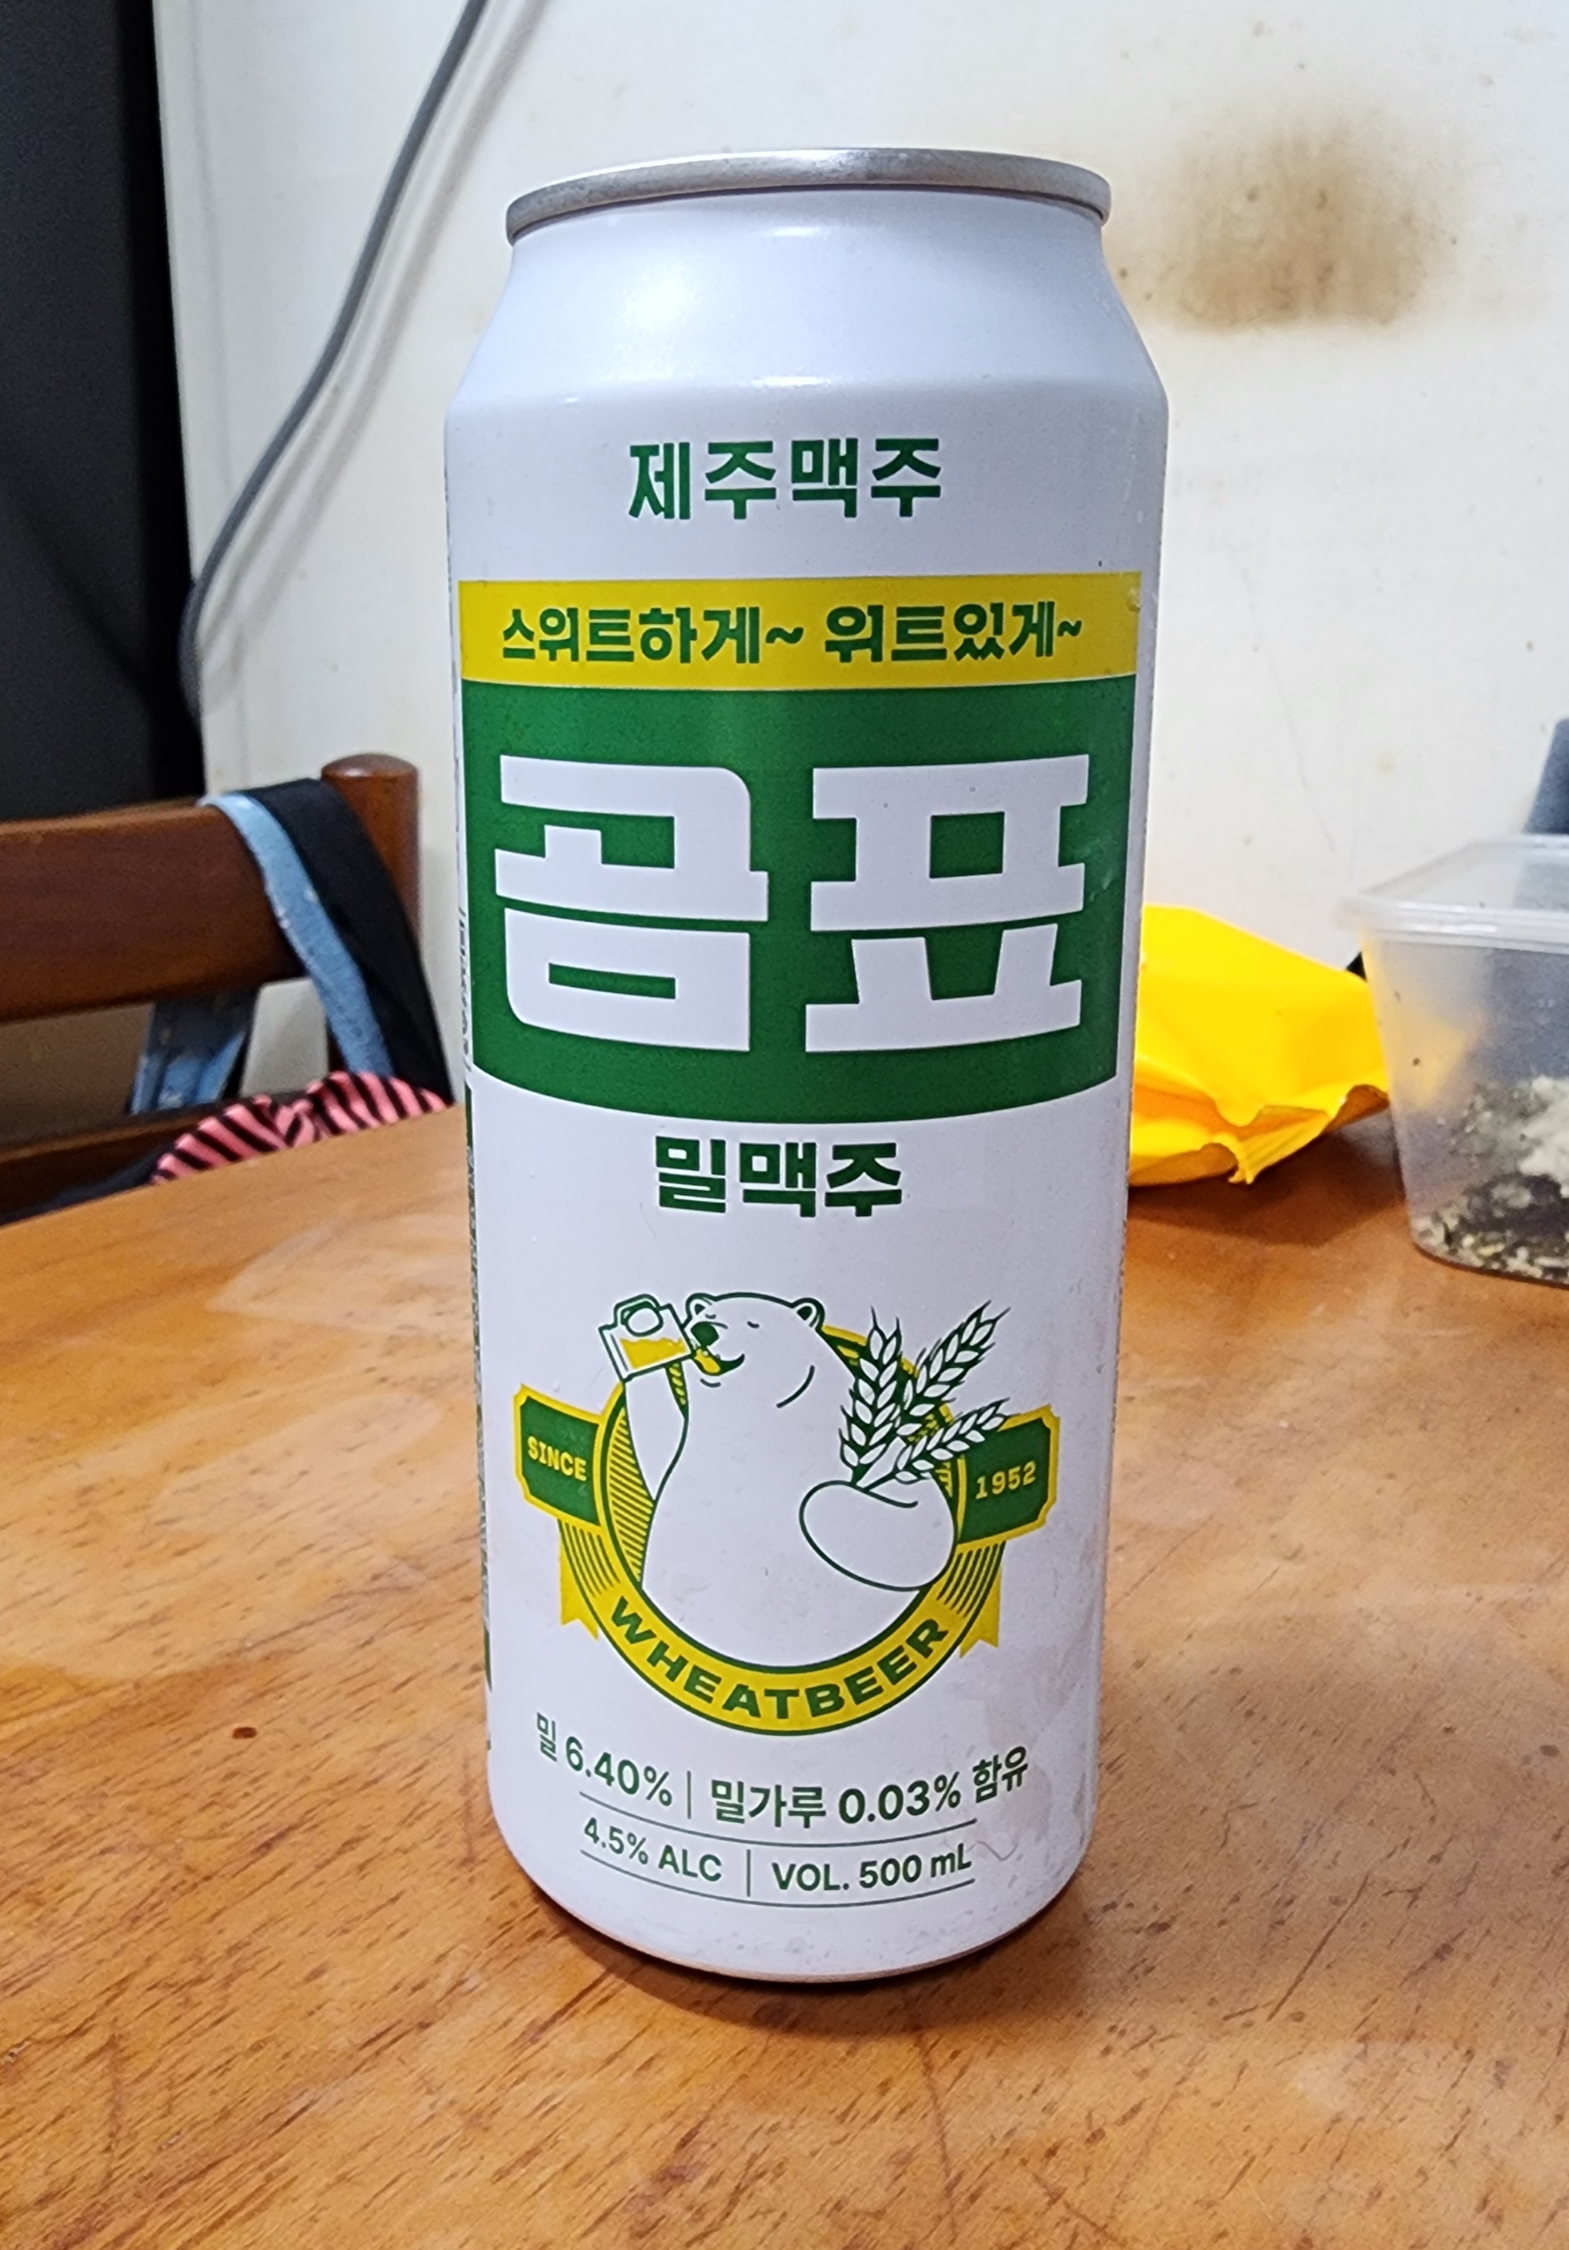 제주맥주
스위트하게~ 위트있게~
곰표
밀맥주
SINCE
1952
WHEATBEER
밀 6.40% | 밀가루 0.03% 함유
4.5% ALC | VOL. 500 mL